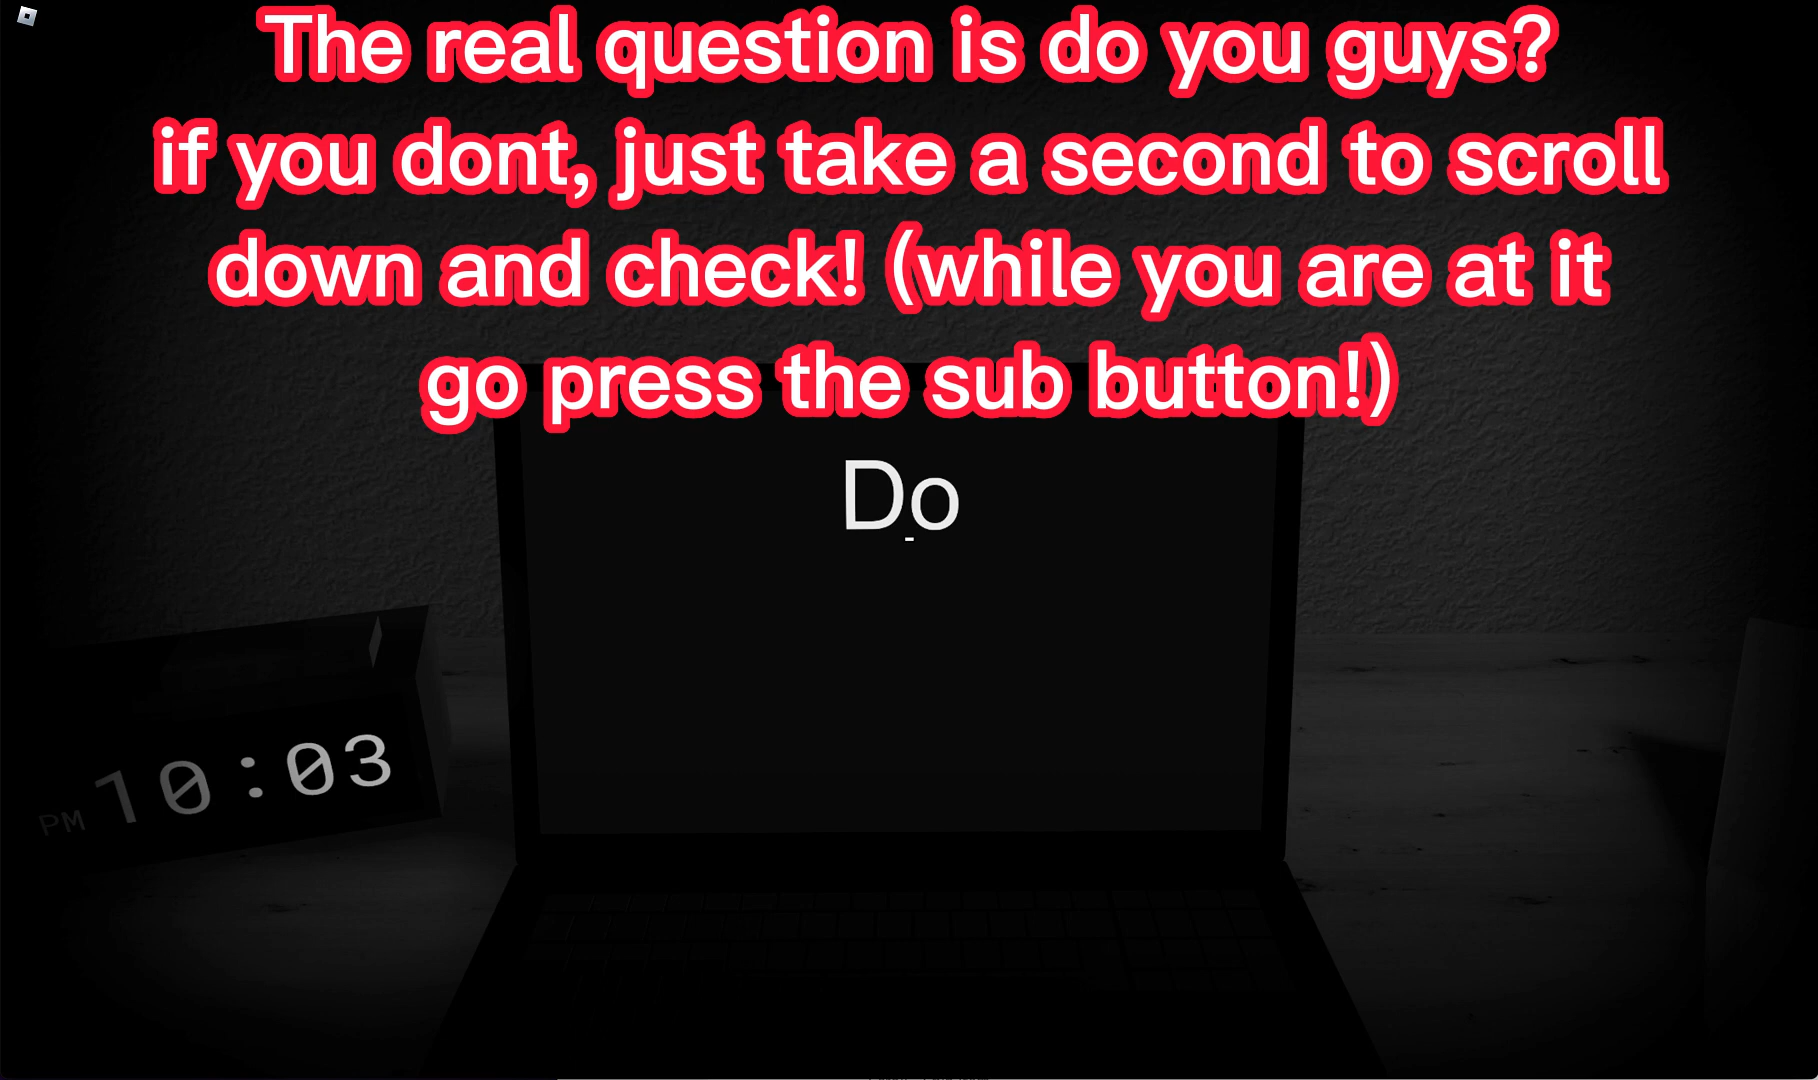 The real question is do you guys?
if you dont, just take a second to scroll
down and check! (while you are at it
go press the sub button!)
Do
-
PM 10:03